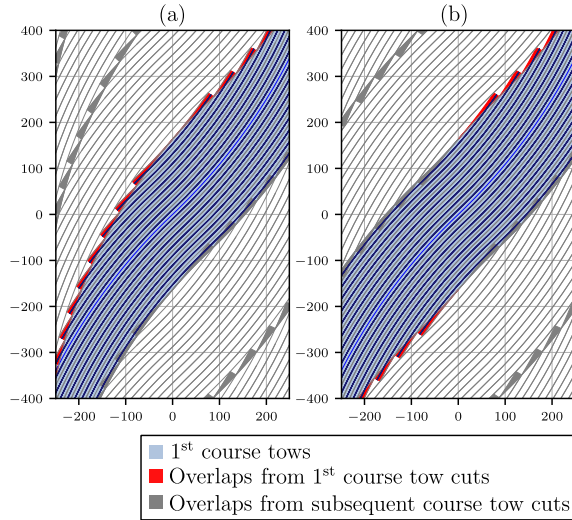 (a) (b)
400 400
300 300
200 200
100 100
0 0
−100 −100
−200 −200
−300 −300
−400 −400
−200 −100 0 100 200 −200 −100 0 100 200
1st course tows
Overlaps from 1st course tow cuts
Overlaps from subsequent course tow cuts